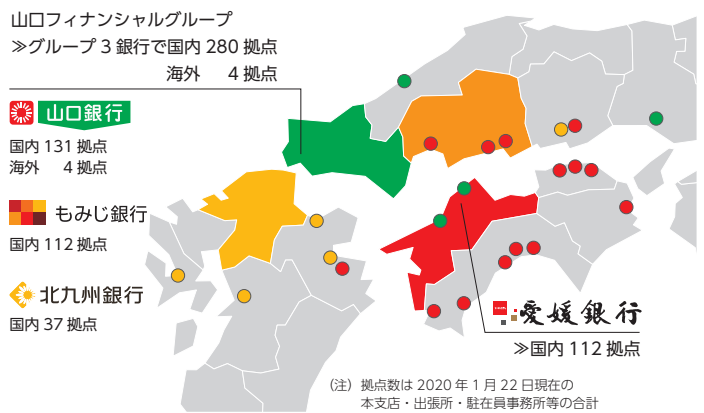 山口フィナンシャルグループ
≫グループ3銀行で国内 280 拠点
海外 4 拠点
山口銀行
国内 131 拠点
海外 4 拠点
もみじ銀行
国内 112 拠点
北九州銀行
国内 37 拠点
愛媛銀行
≫国内 112 拠点
(注) 拠点数は 2020 年 1 月 22 日現在の
本支店・出張所・駐在員事務所等の合計